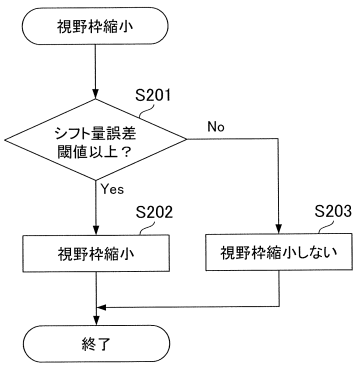 視野枠縮小
S201
シフト量誤差
閾値以上？
No
Yes
S202
視野枠縮小
S203
視野枠縮小しない
終了